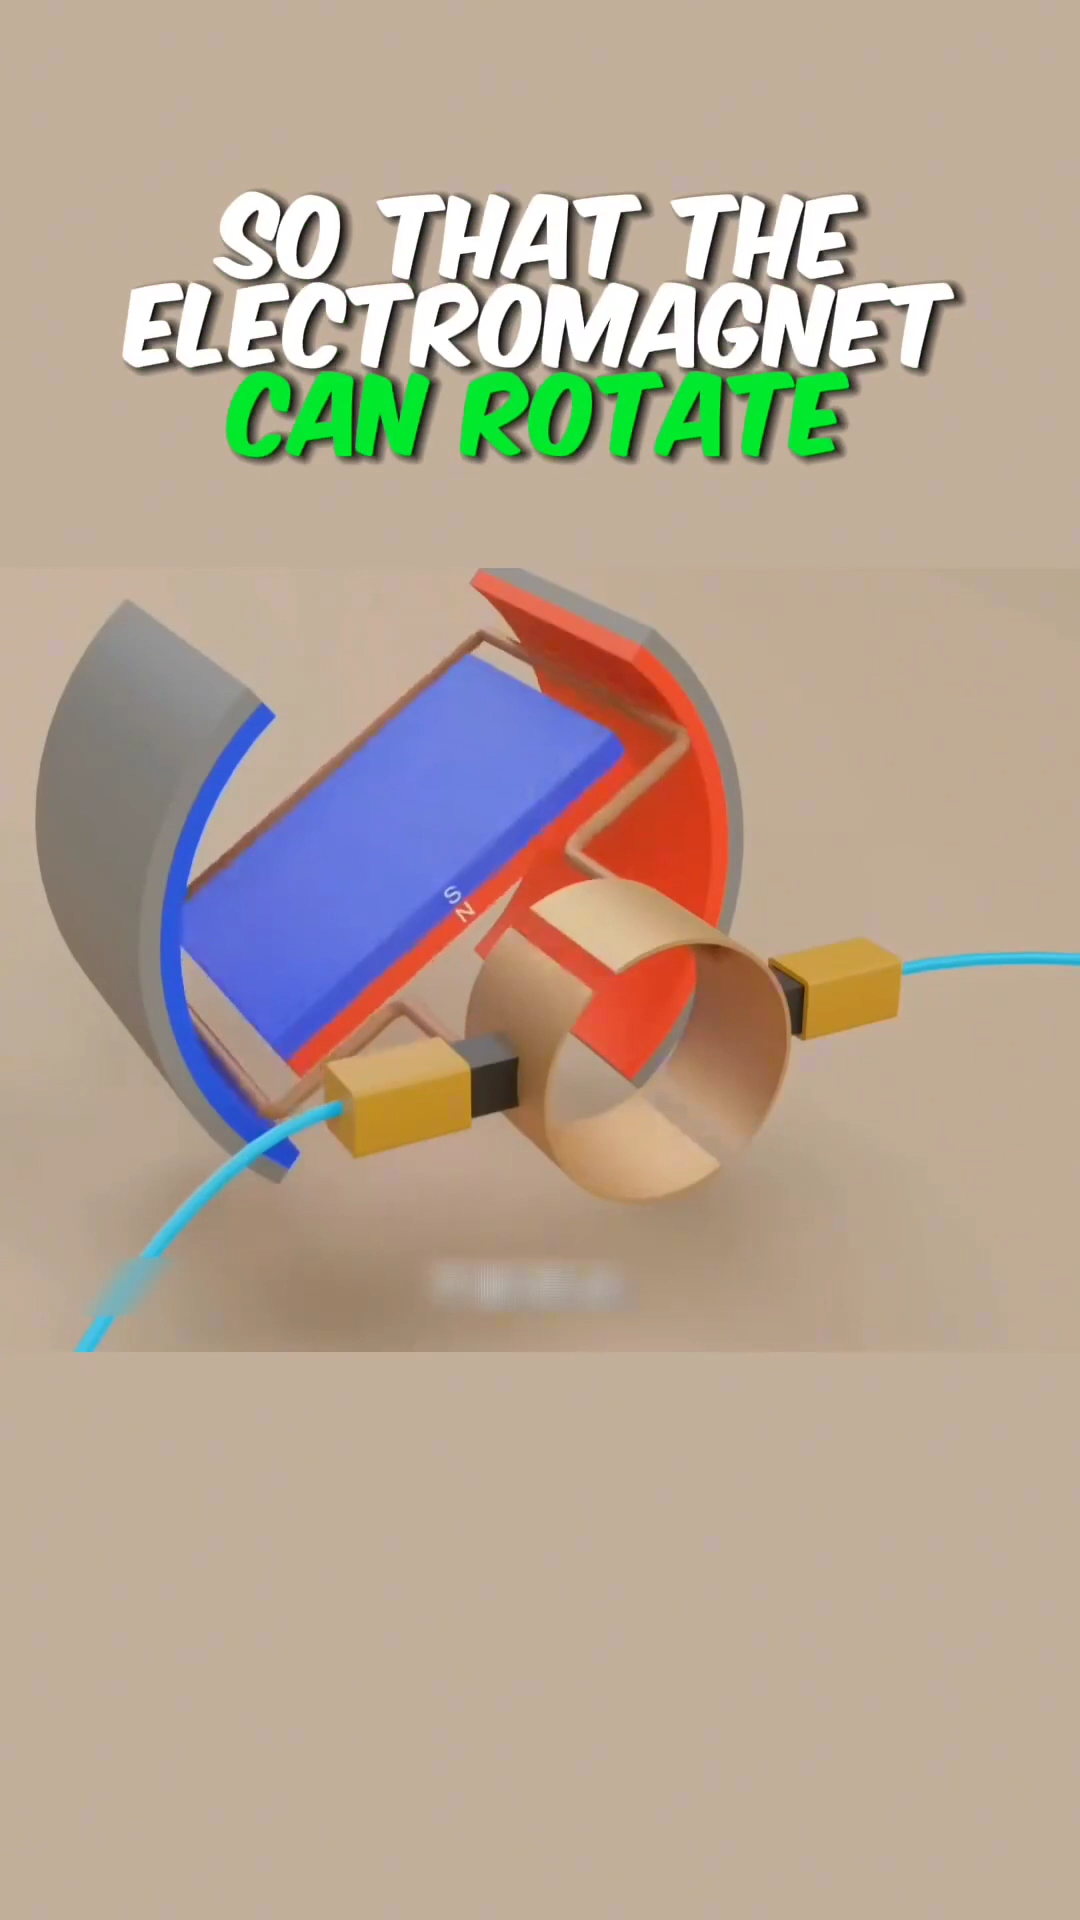 SO THAT THE
ELECTROMAGNET
CAN ROTATE
S
N